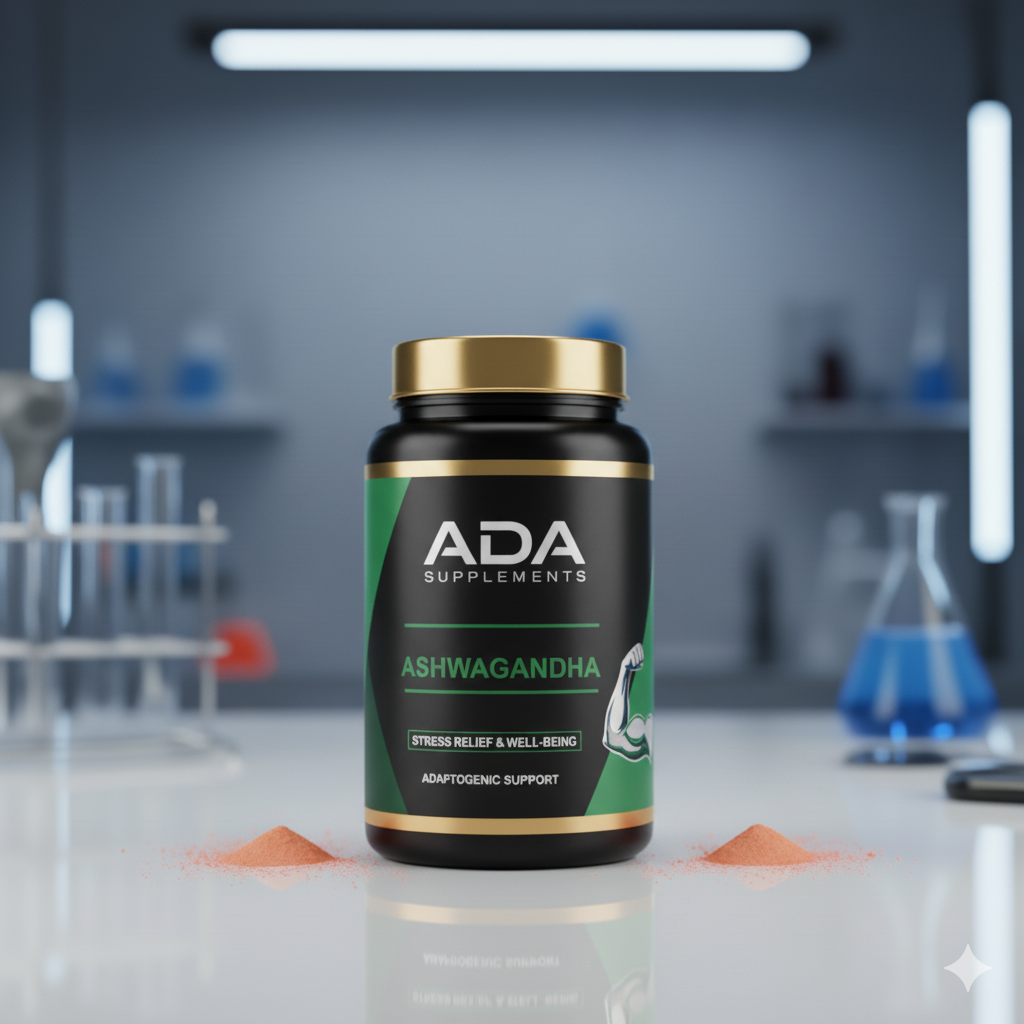 ADA
SUPPLEMENTS
ASHWAGANDHA
STRESS RELIEF & WELL-BEING
ADAPTOGENIC SUPPORT